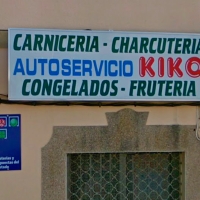 CARNICERIA - CHARCUTERIA
AUTOSERVICIO KIKO
CONGELADOS - FRUTERIA